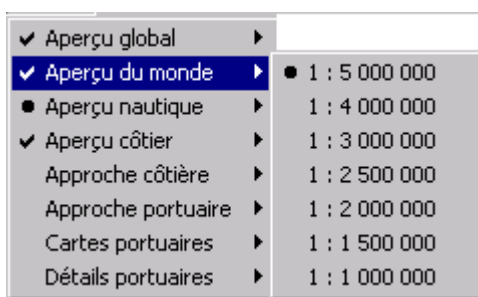 Aperçu global
Aperçu du monde
Aperçu nautique
Aperçu côtier
Approche côtière
Approche portuaire
Cartes portuaires
Détails portuaires
1 : 5 000 000
1 : 4 000 000
1 : 3 000 000
1 : 2 500 000
1 : 2 000 000
1 : 1 500 000
1 : 1 000 000